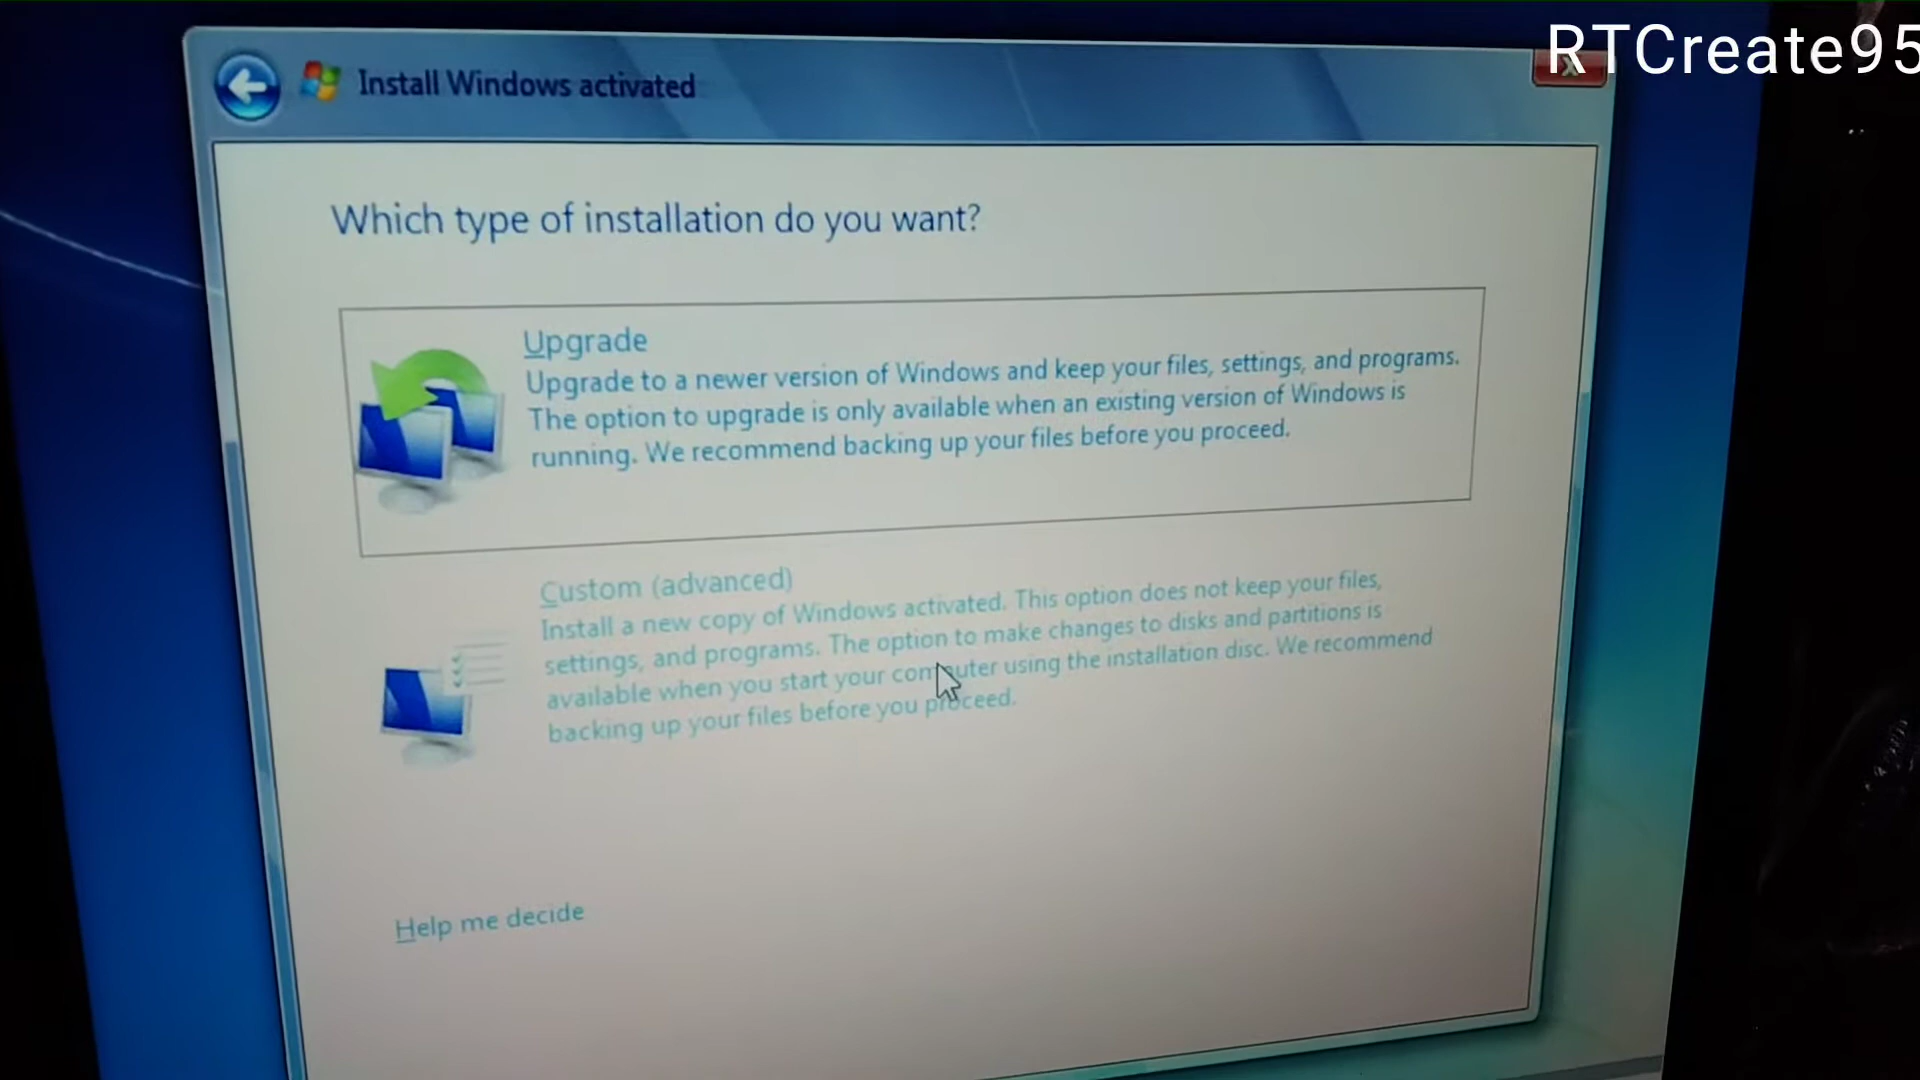 RTCreate95
Install Windows activated
Which type of installation do you want?
Upgrade
Upgrade to a newer version of Windows and keep your files, settings, and programs.
The option to upgrade is only available when an existing version of Windows is
running. We recommend backing up your files before you proceed.
Custom (advanced)
Install a new copy of Windows activated. This option does not keep your files,
settings, and programs. The option to make changes to disks and partitions is
available when you start your computer using the installation disc. We recommend
backing up your files before you proceed.
Help me decide